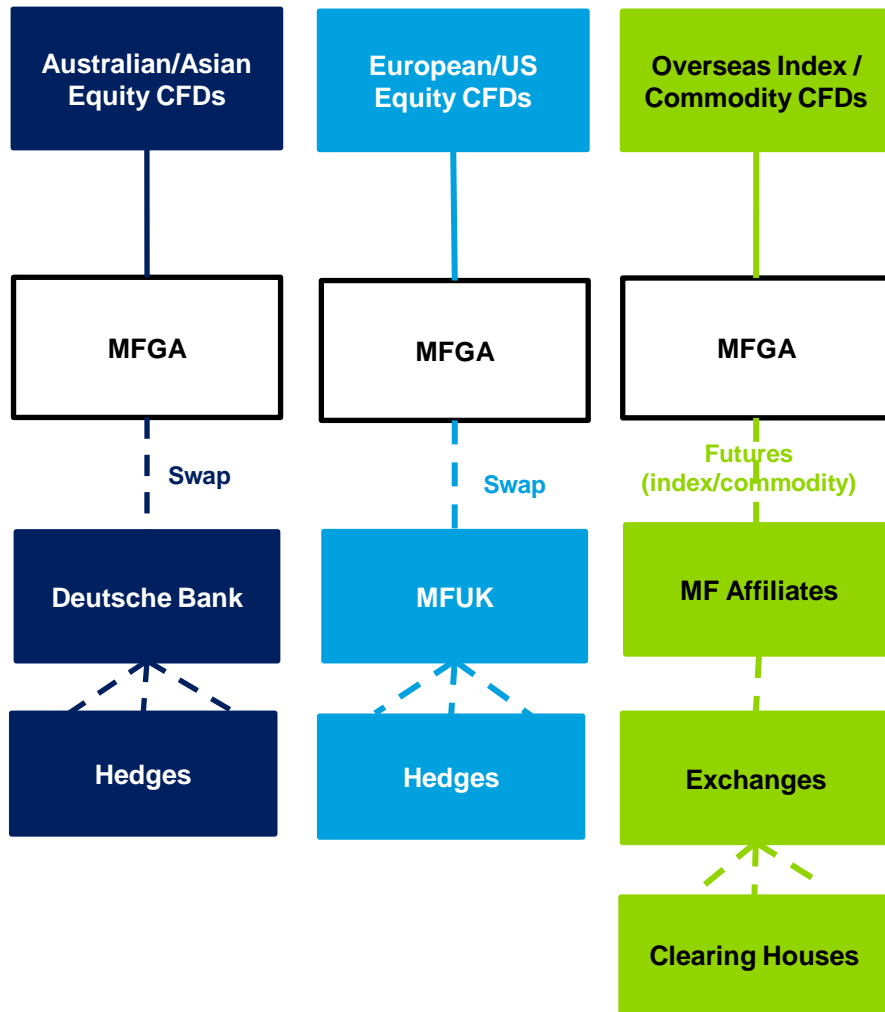 Australian/Asian
Equity CFDs
European/US
Equity CFDs
Overseas Index /
Commodity CFDs
MFGA
MFGA
MFGA
Swap
Swap
Futures
(index/commodity)
Deutsche Bank
MFUK
MF Affiliates
Hedges
Hedges
Exchanges
Clearing Houses